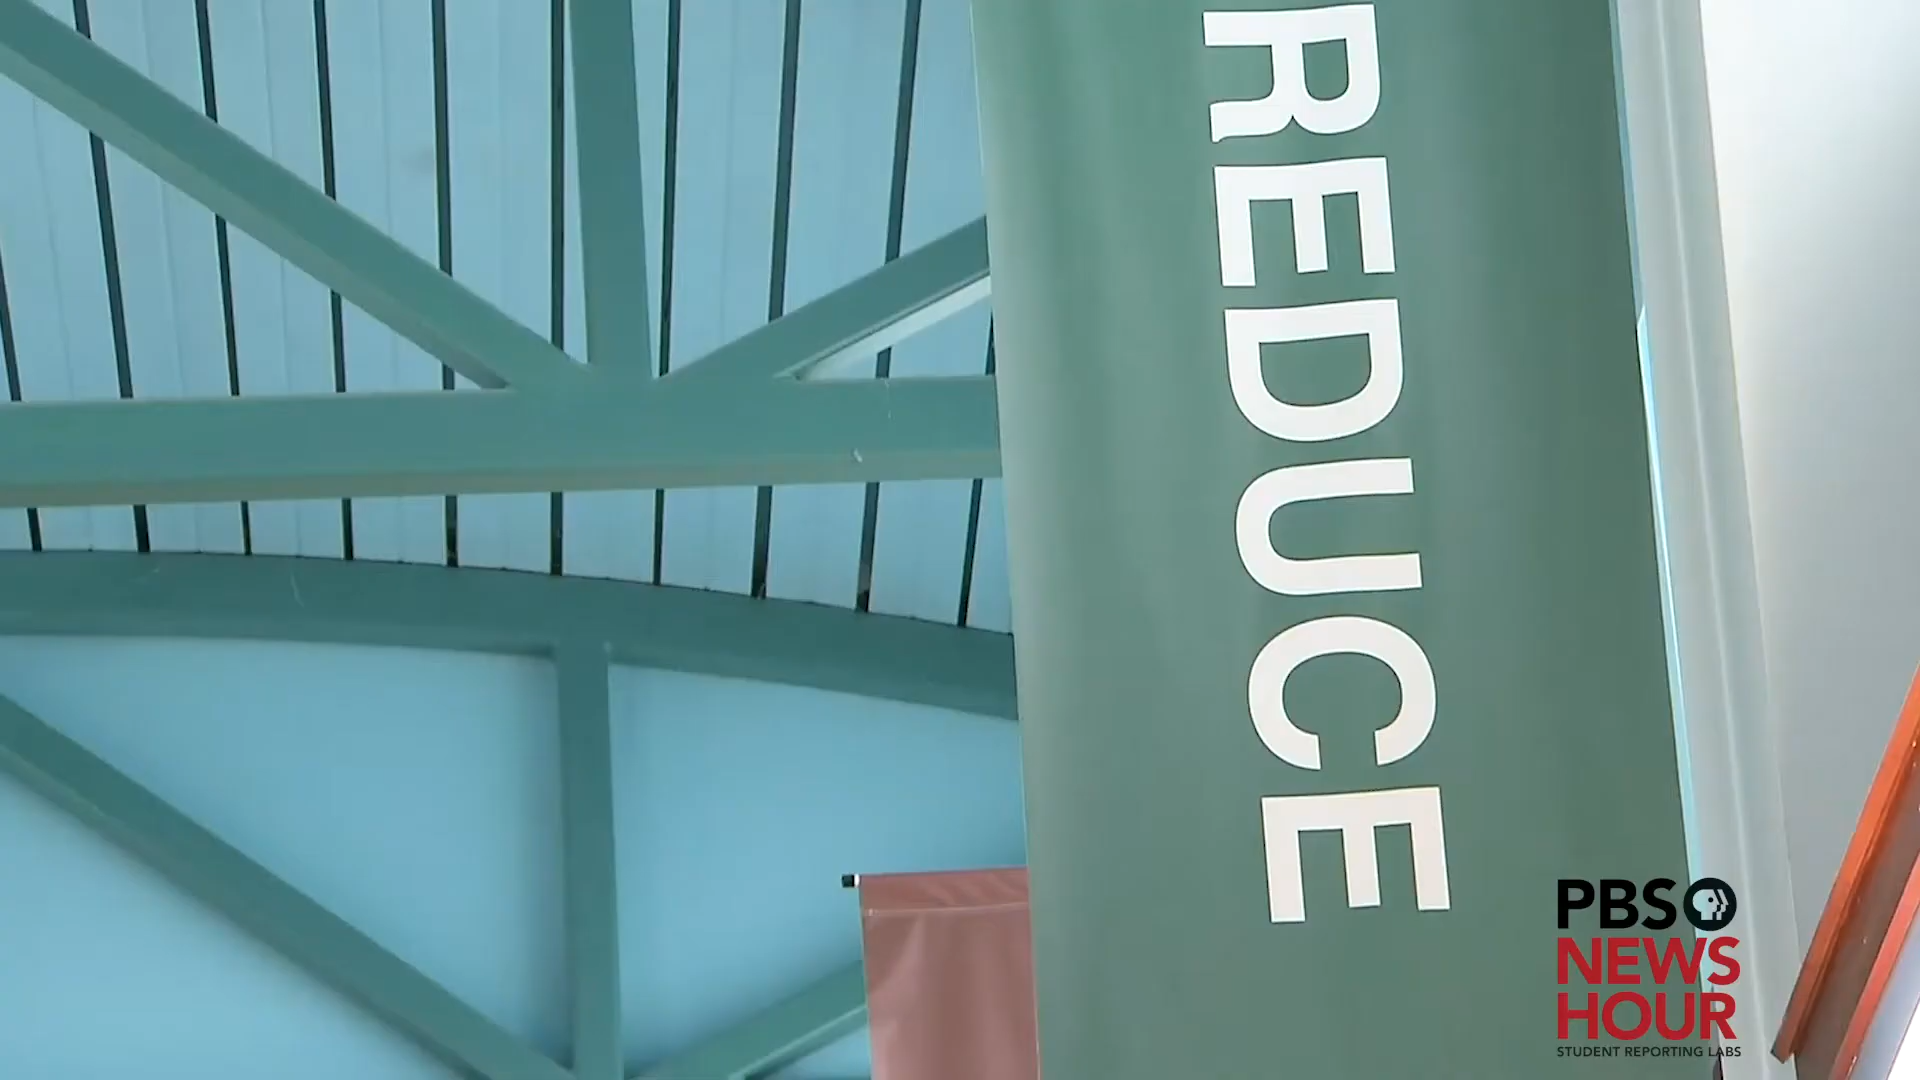 REDUCE
PBS
NEWS
HOUR
STUDENT REPORTING LABS